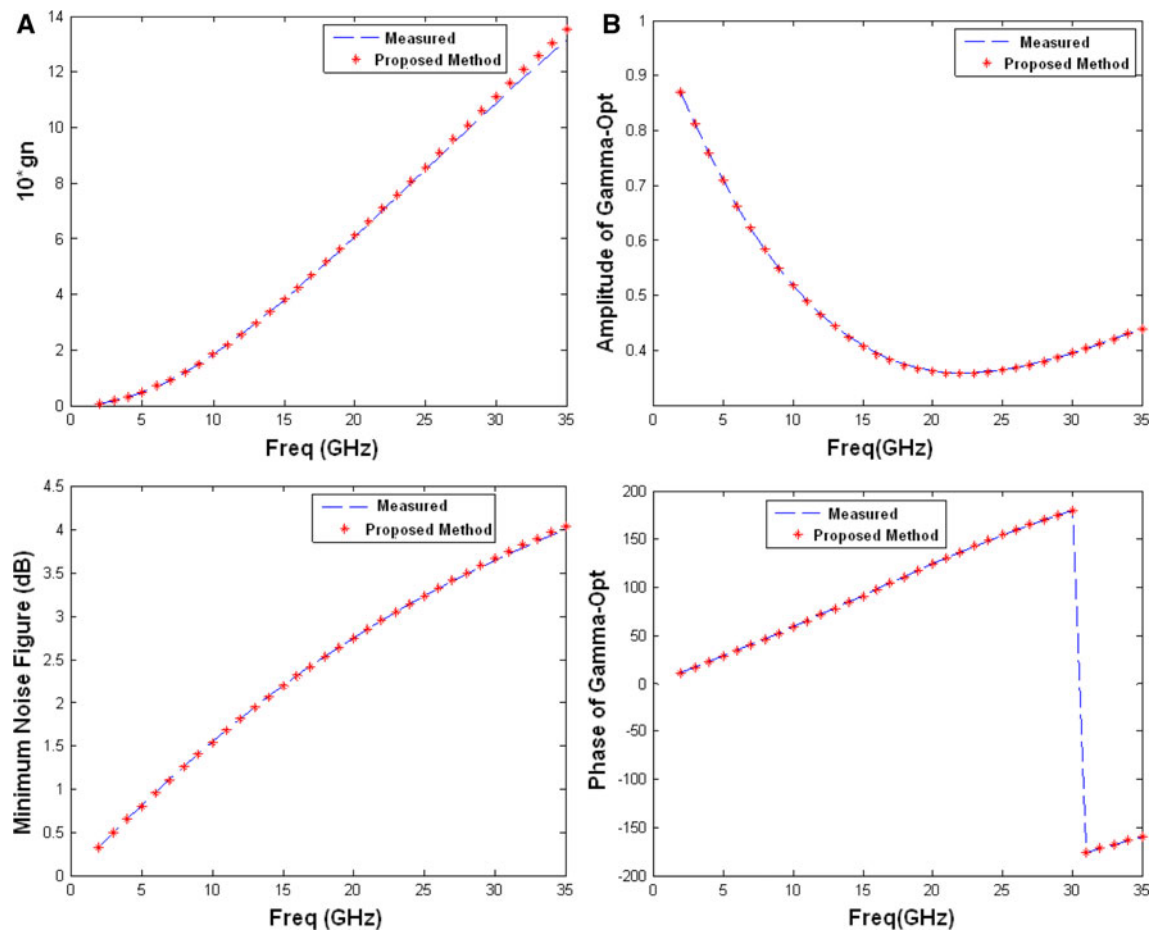 A
14
12
10
8
6
4
2
0
10*gn
Measured
Proposed Method
0 5 10 15 20 25 30 35
Freq (GHz)
B
1
0.9
0.8
0.7
0.6
0.5
0.4
Amplitude of Gamma-Opt
Measured
Proposed Method
0 5 10 15 20 25 30 35
Freq(GHz)
4.5
4
3.5
3
2.5
2
1.5
1
0.5
0
Minimum Noise Figure (dB)
Measured
Proposed Method
0 5 10 15 20 25 30 35
Freq (GHz)
200
150
100
50
0
-50
-100
-150
-200
Phase of Gamma-Opt
Measured
Proposed Method
0 5 10 15 20 25 30 35
Freq(GHz)